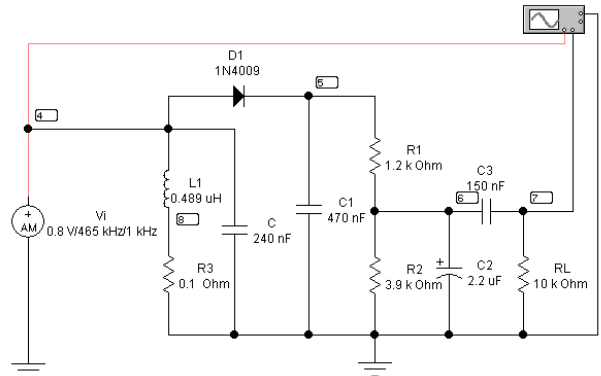 D1
1N4009
5
4
R1
1.2 k Ohm
C3
150 nF
L1
0.489 uH
6
7
8
Vi
0.8 V/465 kHz/1 kHz
+
AM
C
240 nF
C1
470 nF
R3
0.1 Ohm
R2
3.9 k Ohm
+
C2
2.2 uF
RL
10 k Ohm